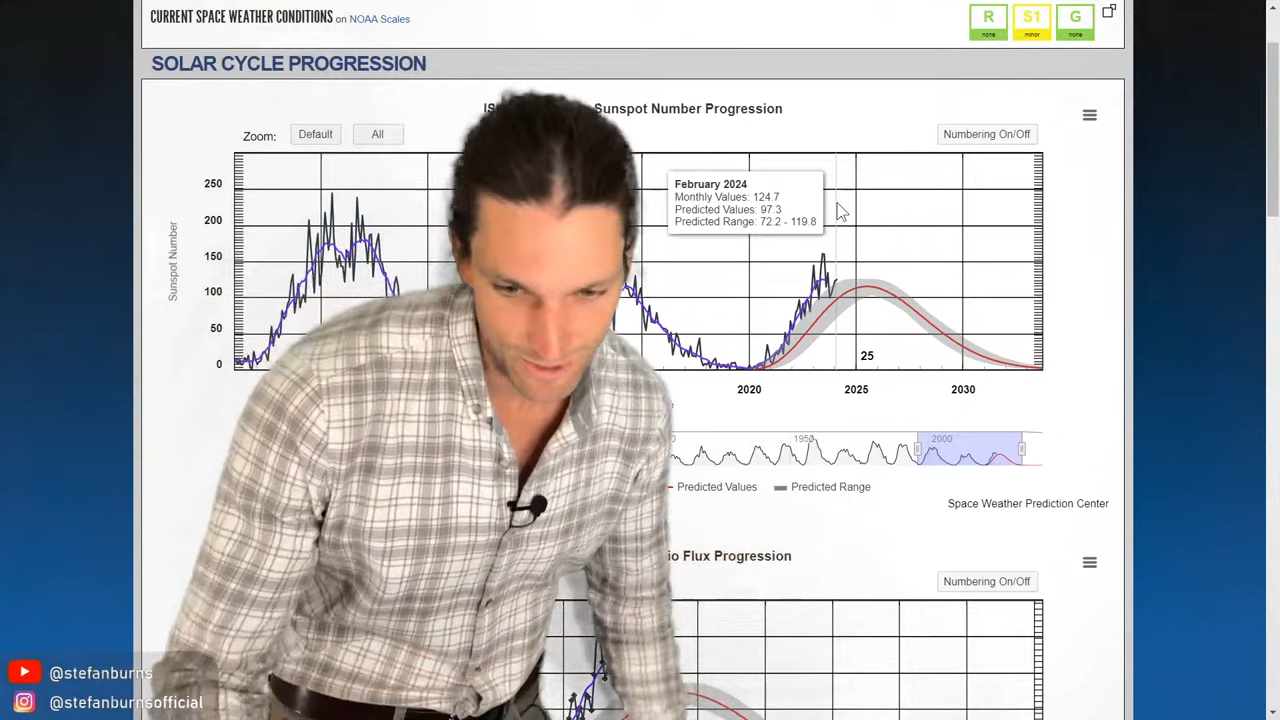 CURRENT SPACE WEATHER CONDITIONS on NOAA Scales
R
none
S1
minor
G
none
SOLAR CYCLE PROGRESSION
Sunspot Number Progression
Zoom:
Default
All
Numbering On/Off
250
200
150
100
50
0
Sunspot Number
February 2024
Monthly Values: 124.7
Predicted Values: 97.3
Predicted Range: 72.2 - 119.8
25
2020
2025
2030
1950
2000
Predicted Values
Predicted Range
Space Weather Prediction Center
Flux Progression
Numbering On/Off
@stefanburns
@stefanburnsofficial